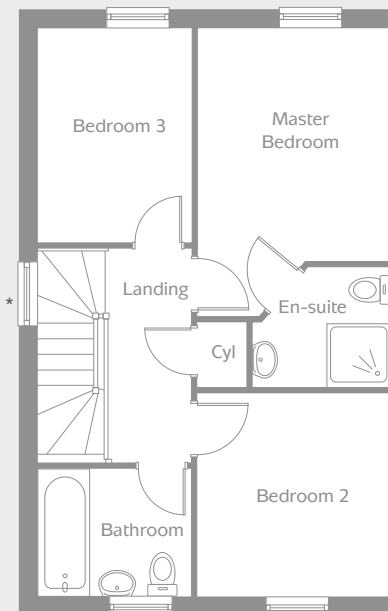 Bedroom 3
Master
Bedroom
*
Landing
En-suite
Cyl
Bedroom 2
Bathroom